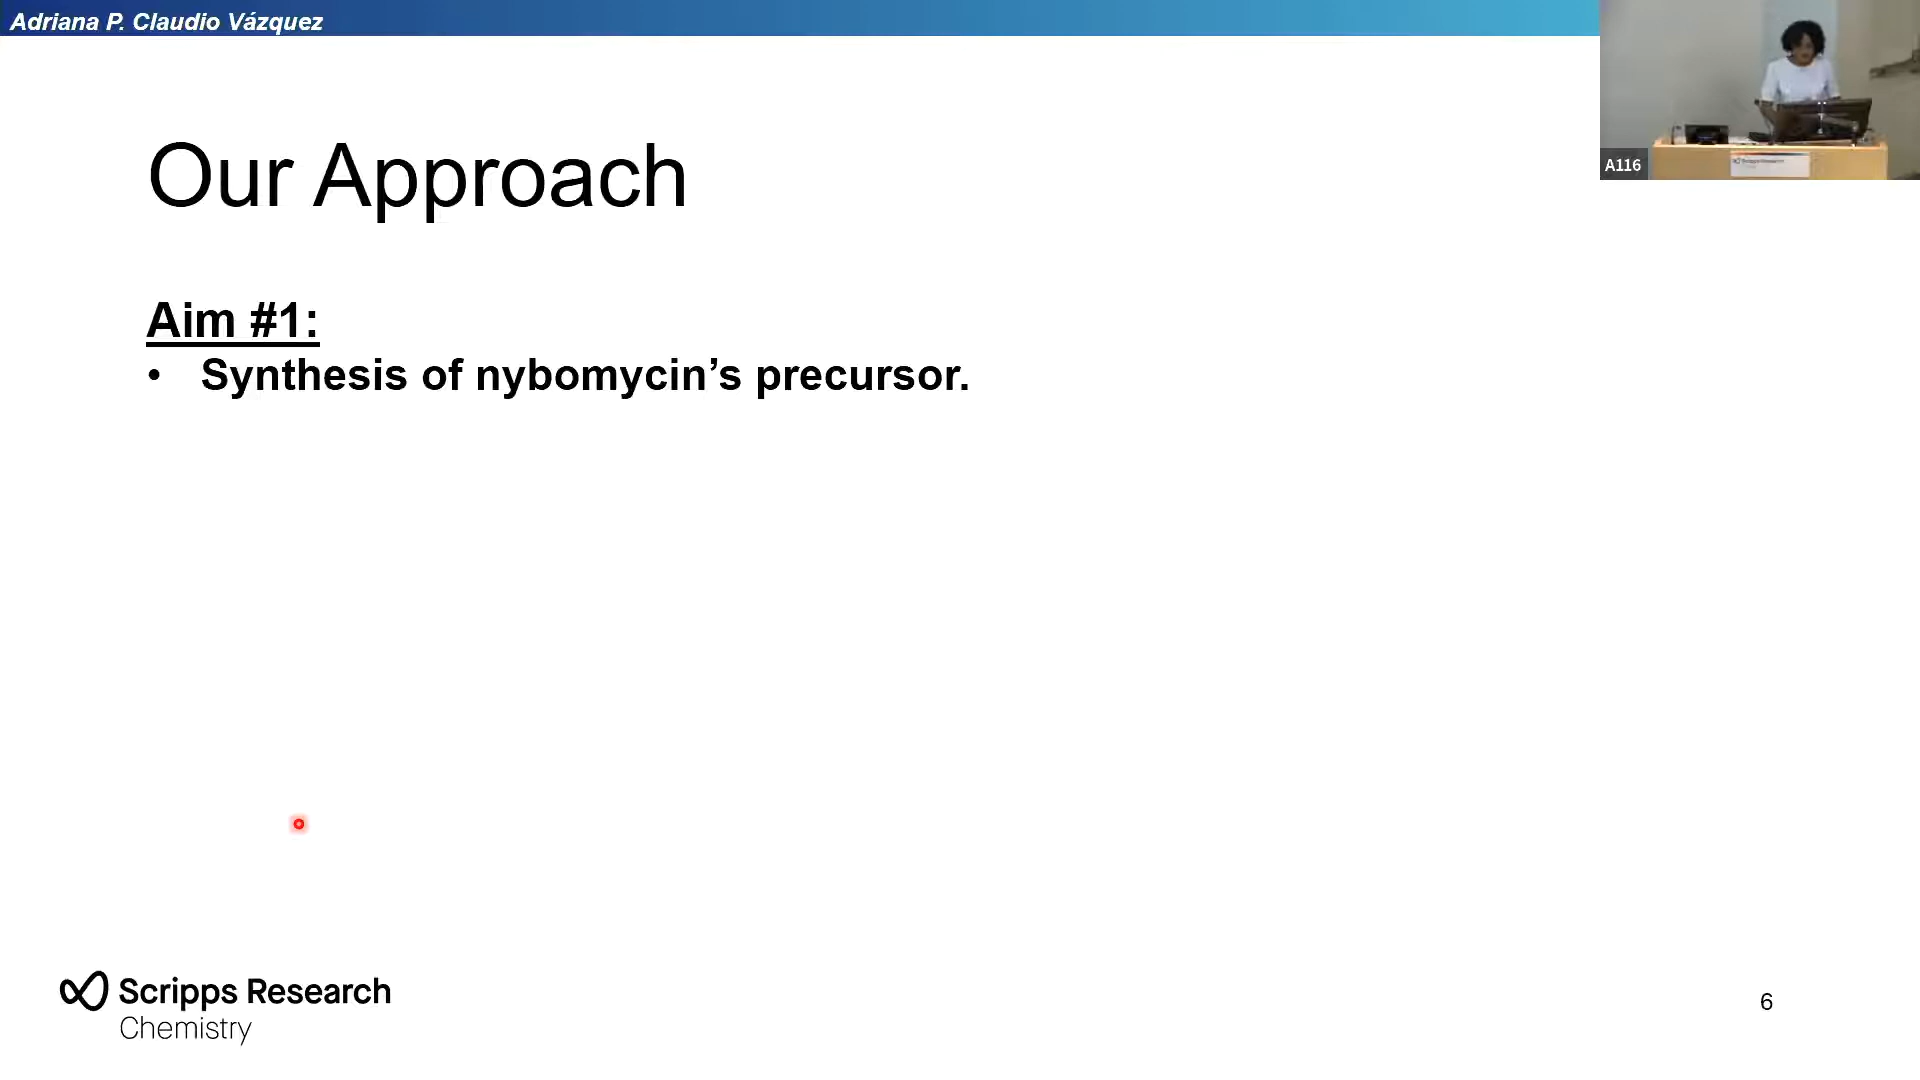 Adriana P. Claudio Vázquez
A116
Our Approach
Aim #1:
• Synthesis of nybomycin’s precursor.
Scripps Research
Chemistry
6